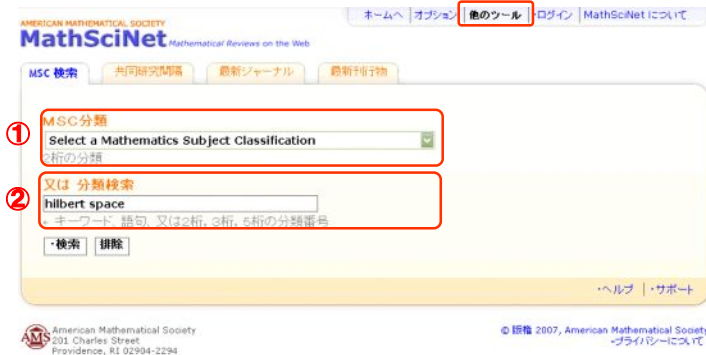 AMERICAN MATHEMATICAL SOCIETY
MathSciNet Mathematical Reviews on the Web
ホームへ | オプション | 他のツール | ・ログイン | MathSciNet について
MSC 検索 共同研究間隔 最新ジャーナル 最新刊行物
① MSC分類
Select a Mathematics Subject Classification
2桁の分類
② 又は 分類検索
hilbert space
* キーワード、語句、又は2桁, 3桁, 5桁の分類番号
・検索 排除
・ヘルプ | ・サポート
AMS American Mathematical Society
201 Charles Street
Providence, RI 02904-2294
© 版権 2007, American Mathematical Society
・プライバシーについて